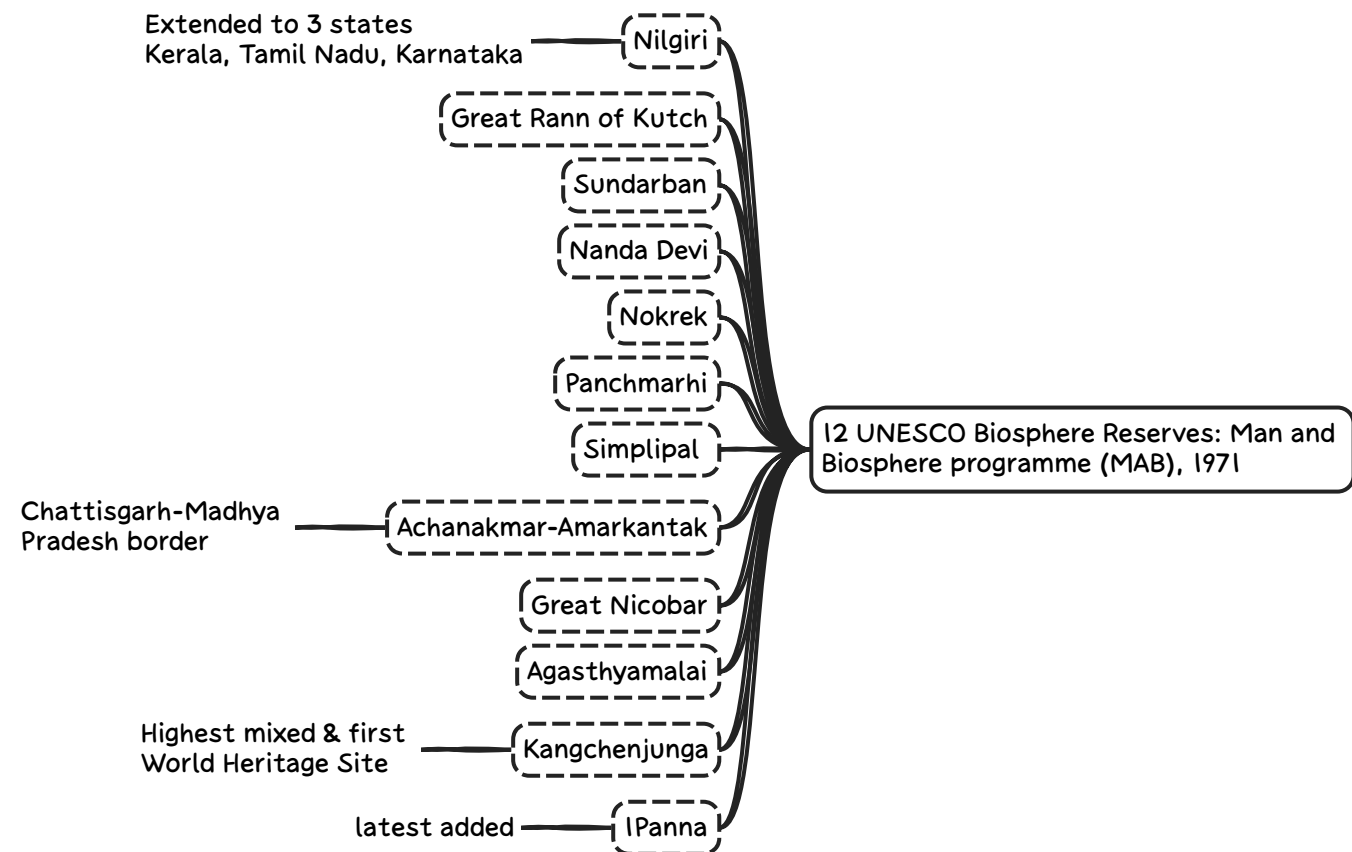 Extended to 3 states
Kerala, Tamil Nadu, Karnataka
Nilgiri
Great Rann of Kutch
Sundarban
Nanda Devi
Nokrek
Panchmarhi
Simplipal
12 UNESCO Biosphere Reserves: Man and
Biosphere programme (MAB), 1971
Chattisgarh-Madhya
Pradesh border
Achanakmar-Amarkantak
Great Nicobar
Agasthyamalai
Highest mixed & first
World Heritage Site
Kangchenjunga
latest added
1Panna